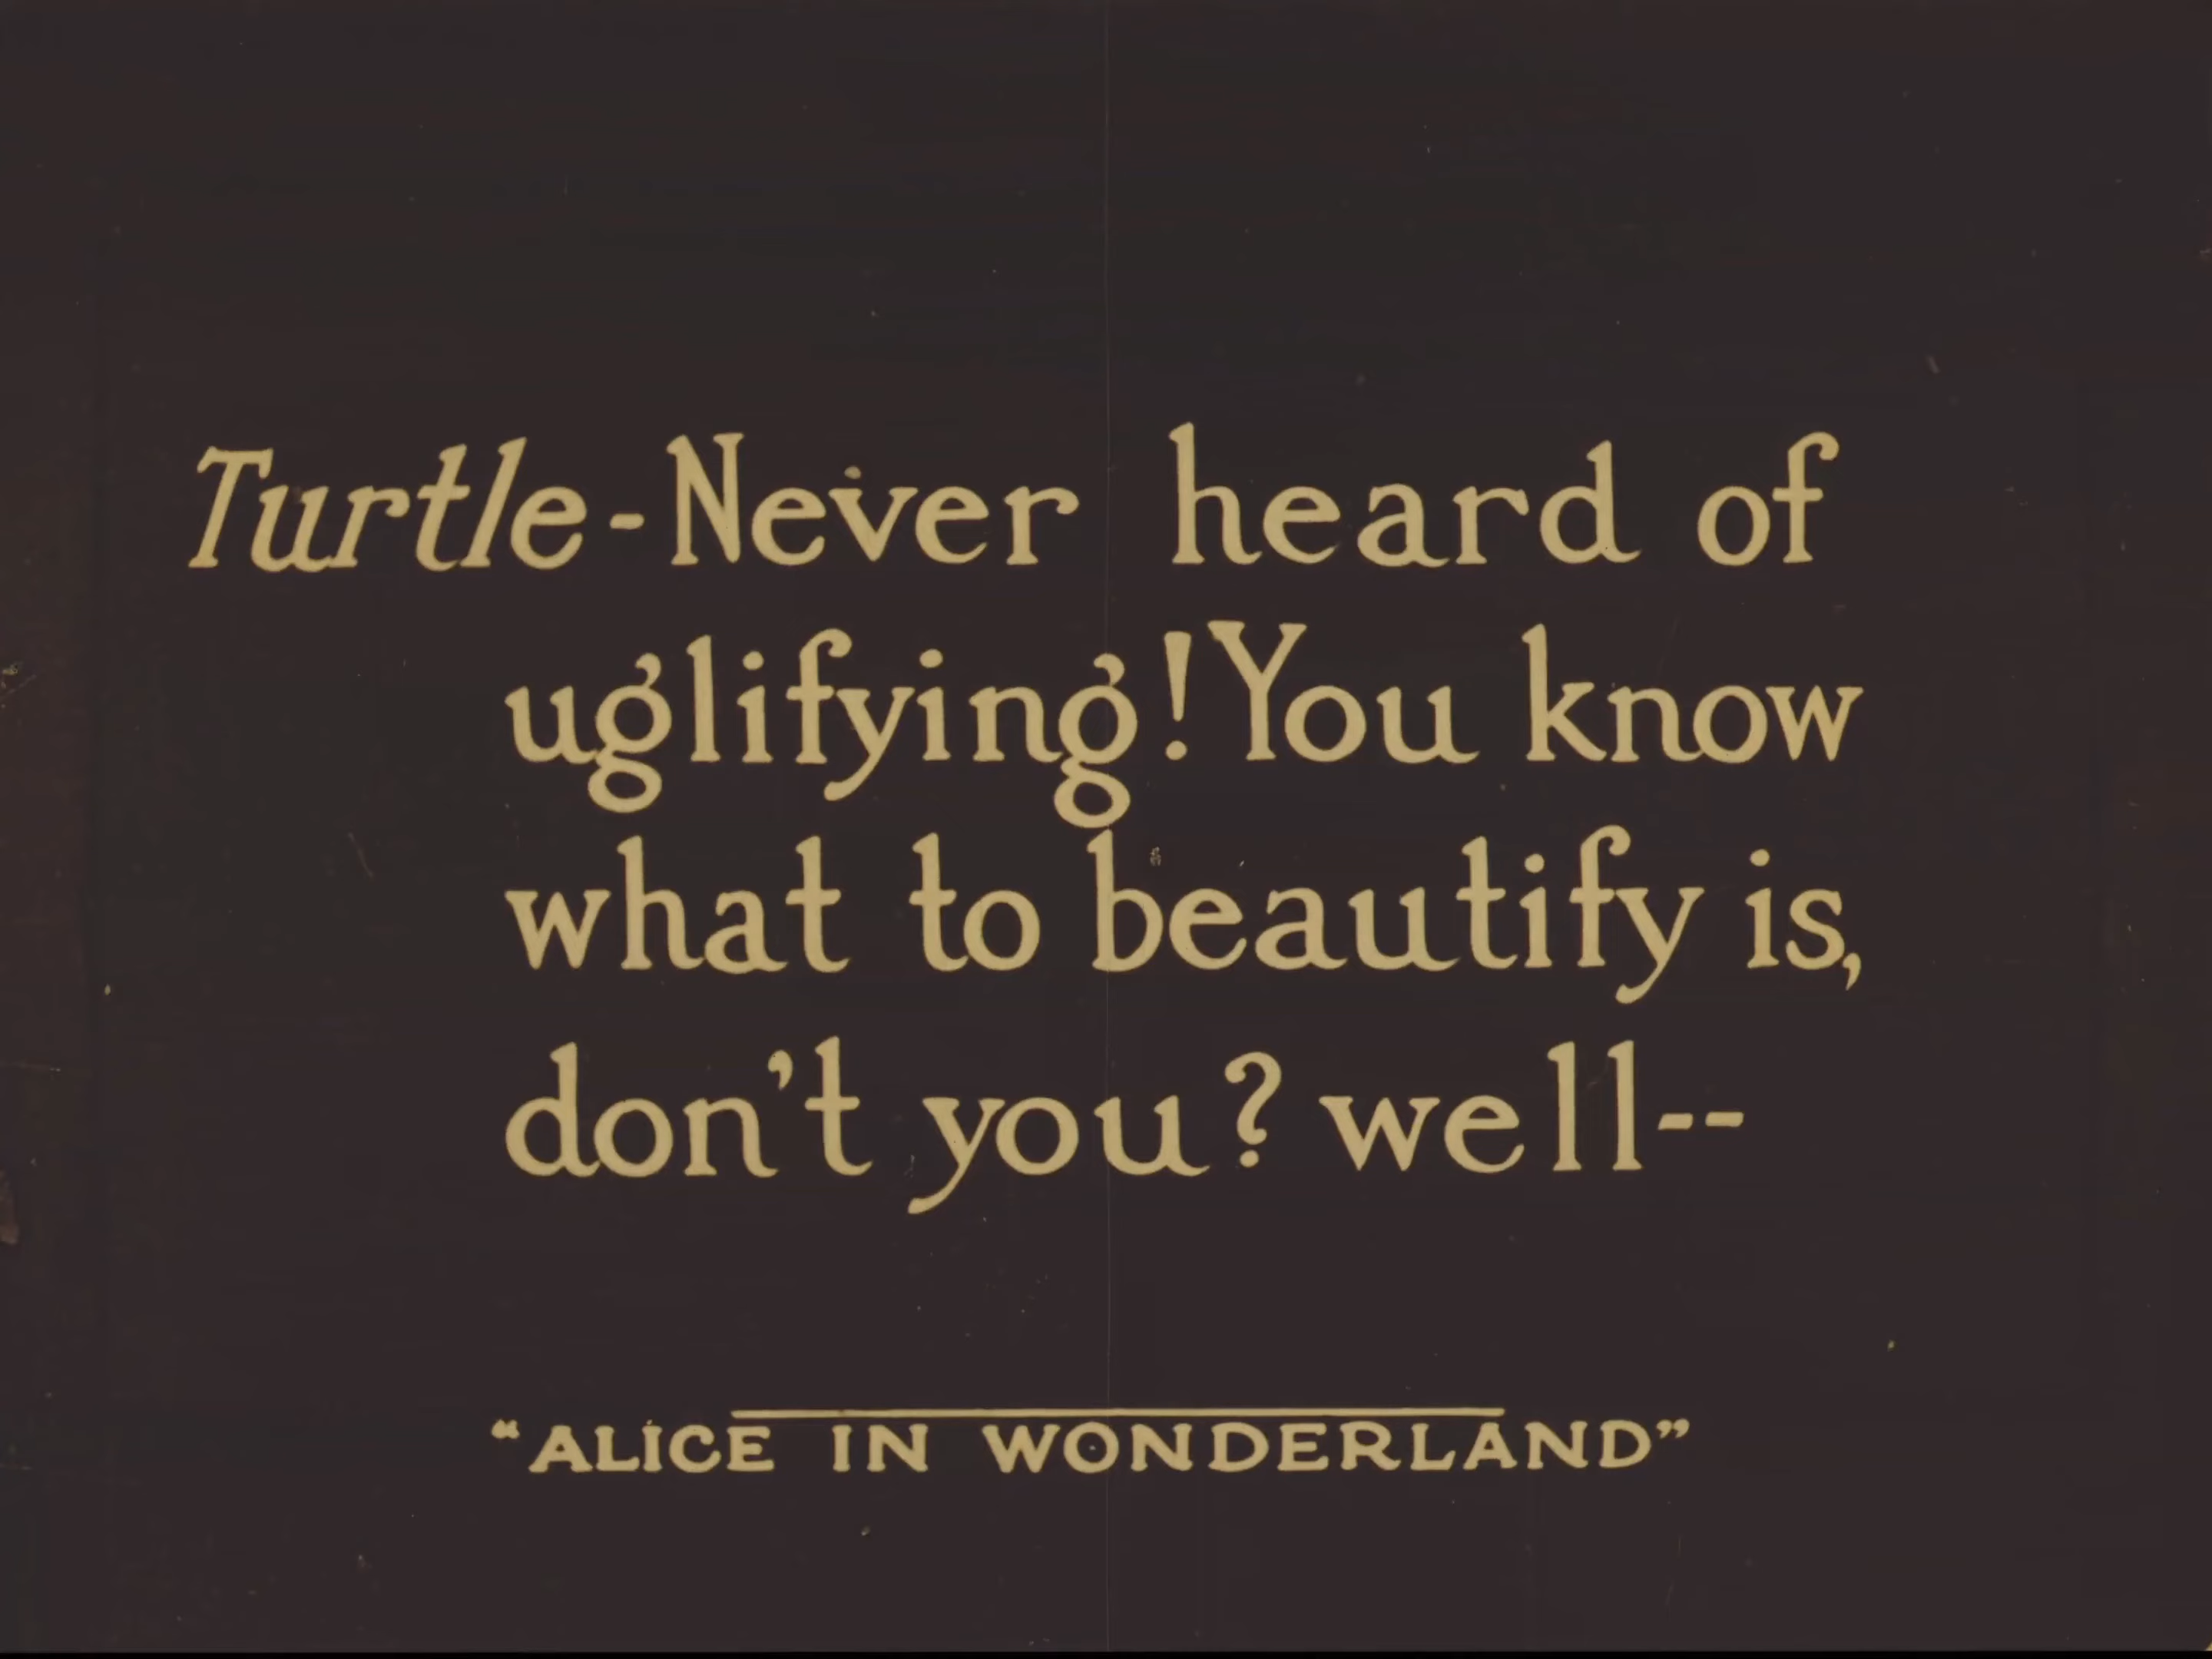 Turtle-Never heard of
uglifying! You know
what to beautify is,
don't you? well--
“ALICE IN WONDERLAND”